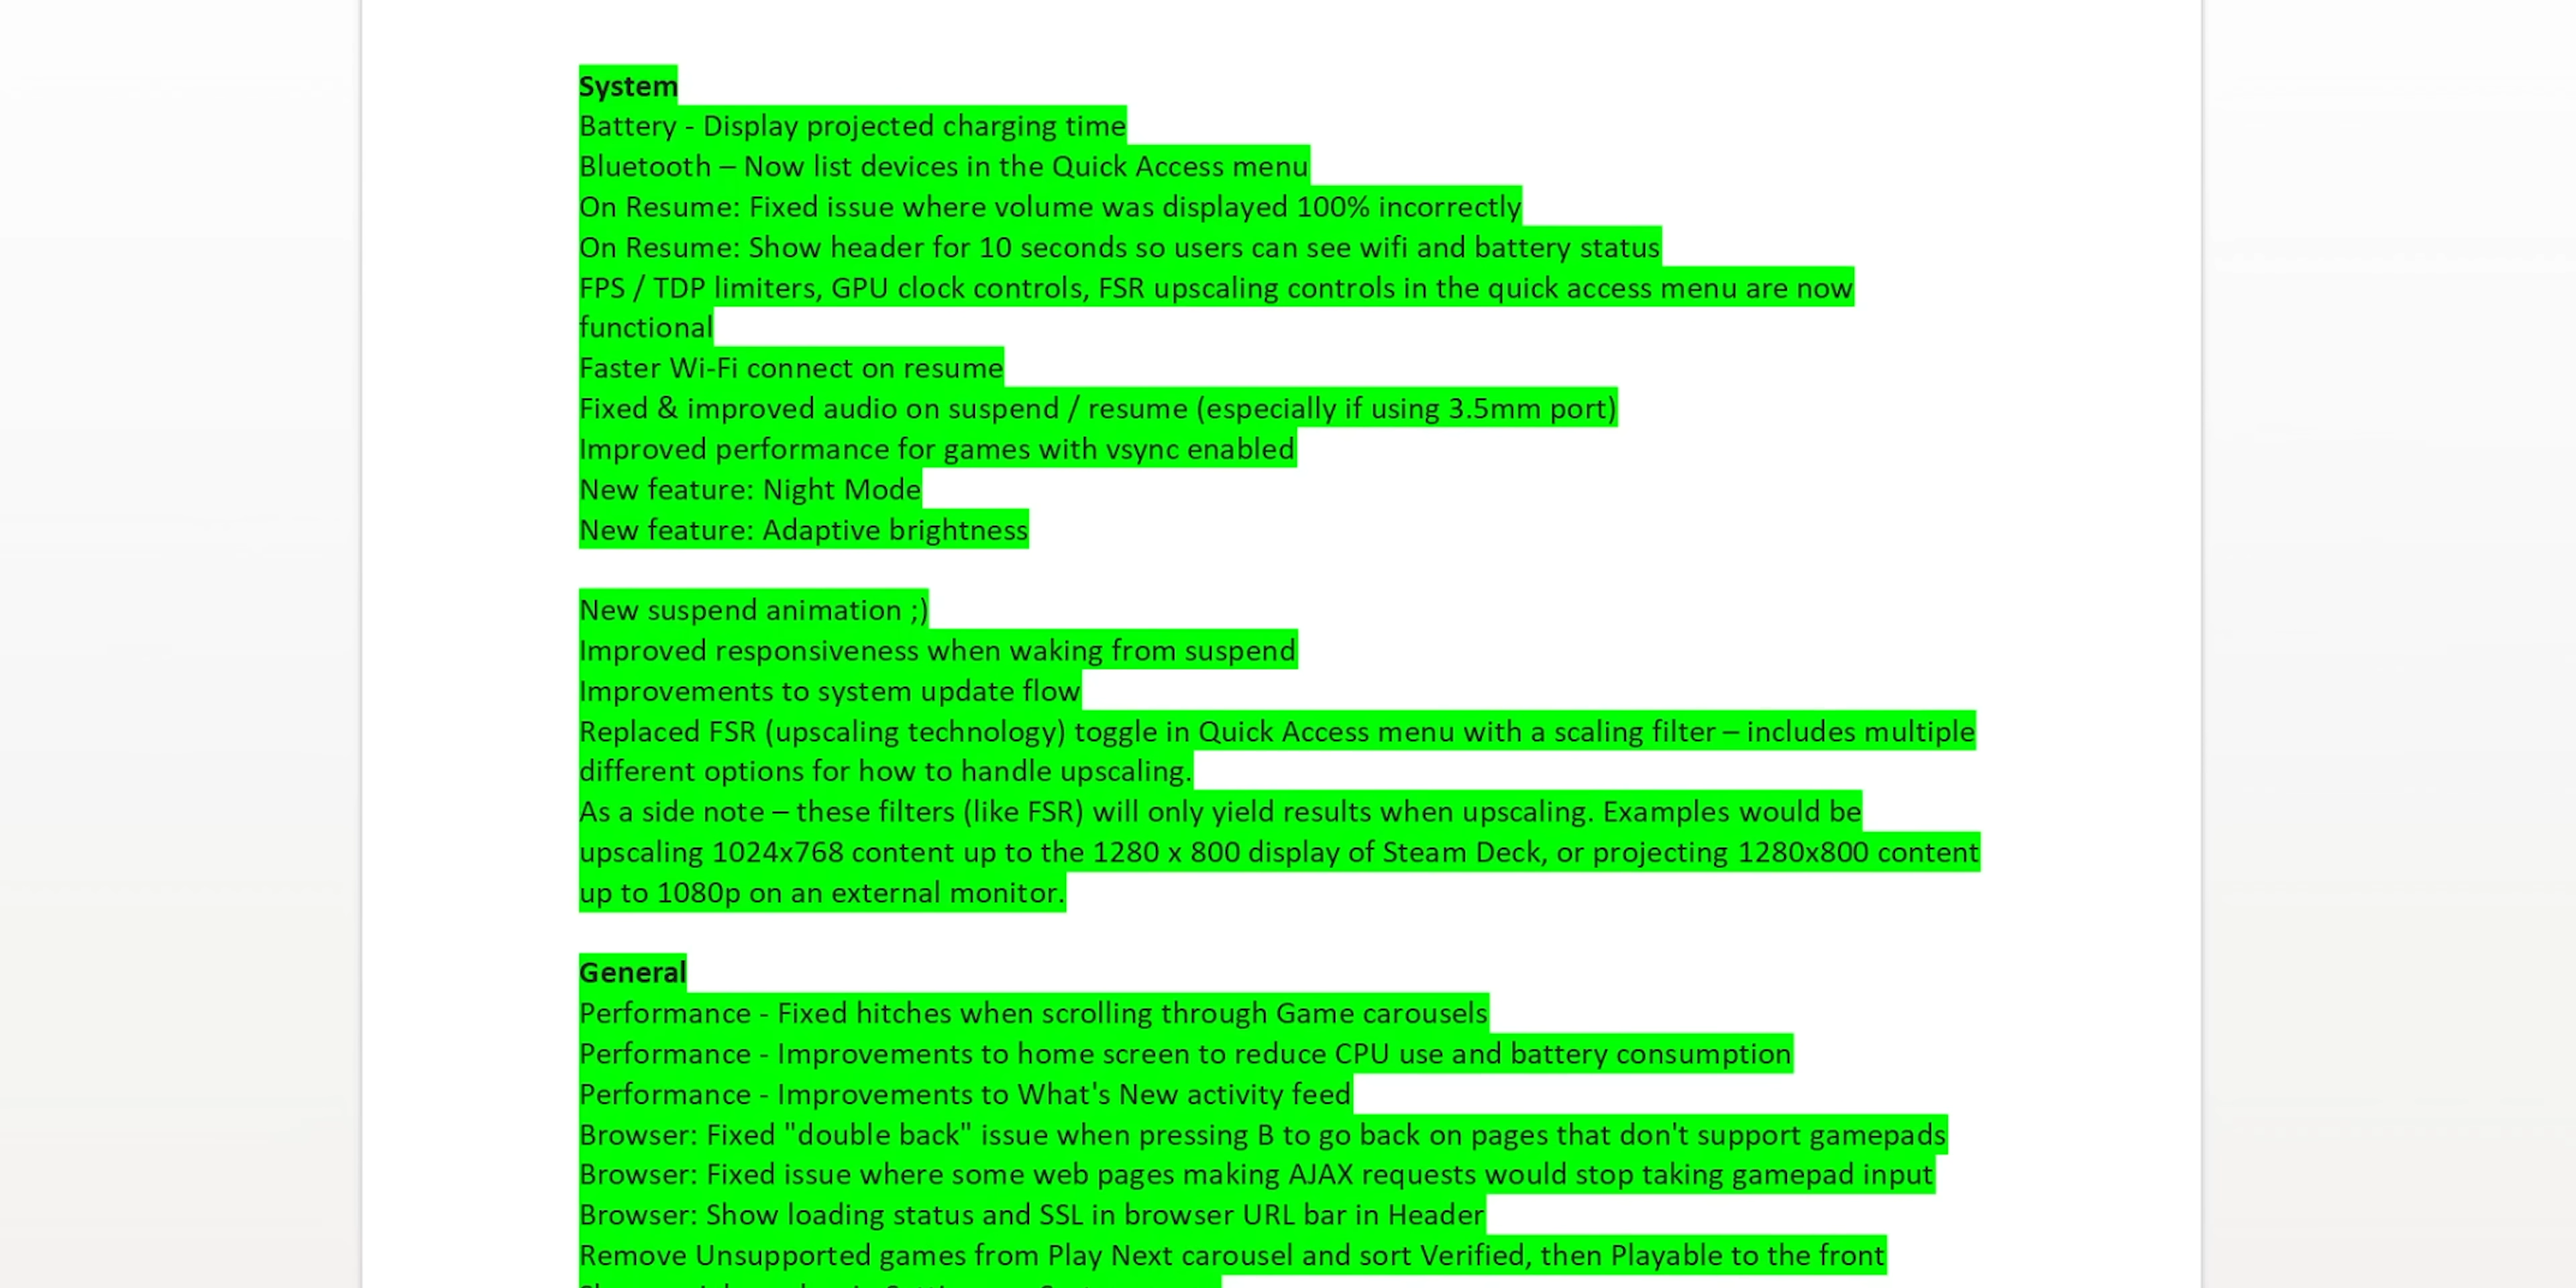 System
Battery - Display projected charging time
Bluetooth – Now list devices in the Quick Access menu
On Resume: Fixed issue where volume was displayed 100% incorrectly
On Resume: Show header for 10 seconds so users can see wifi and battery status
FPS / TDP limiters, GPU clock controls, FSR upscaling controls in the quick access menu are now
functional
Faster Wi-Fi connect on resume
Fixed & improved audio on suspend / resume (especially if using 3.5mm port)
Improved performance for games with vsync enabled
New feature: Night Mode
New feature: Adaptive brightness
New suspend animation ;)
Improved responsiveness when waking from suspend
Improvements to system update flow
Replaced FSR (upscaling technology) toggle in Quick Access menu with a scaling filter – includes multiple
different options for how to handle upscaling.
As a side note – these filters (like FSR) will only yield results when upscaling. Examples would be
upscaling 1024x768 content up to the 1280 x 800 display of Steam Deck, or projecting 1280x800 content
up to 1080p on an external monitor.
General
Performance - Fixed hitches when scrolling through Game carousels
Performance - Improvements to home screen to reduce CPU use and battery consumption
Performance - Improvements to What's New activity feed
Browser: Fixed "double back" issue when pressing B to go back on pages that don't support gamepads
Browser: Fixed issue where some web pages making AJAX requests would stop taking gamepad input
Browser: Show loading status and SSL in browser URL bar in Header
Remove Unsupported games from Play Next carousel and sort Verified, then Playable to the front